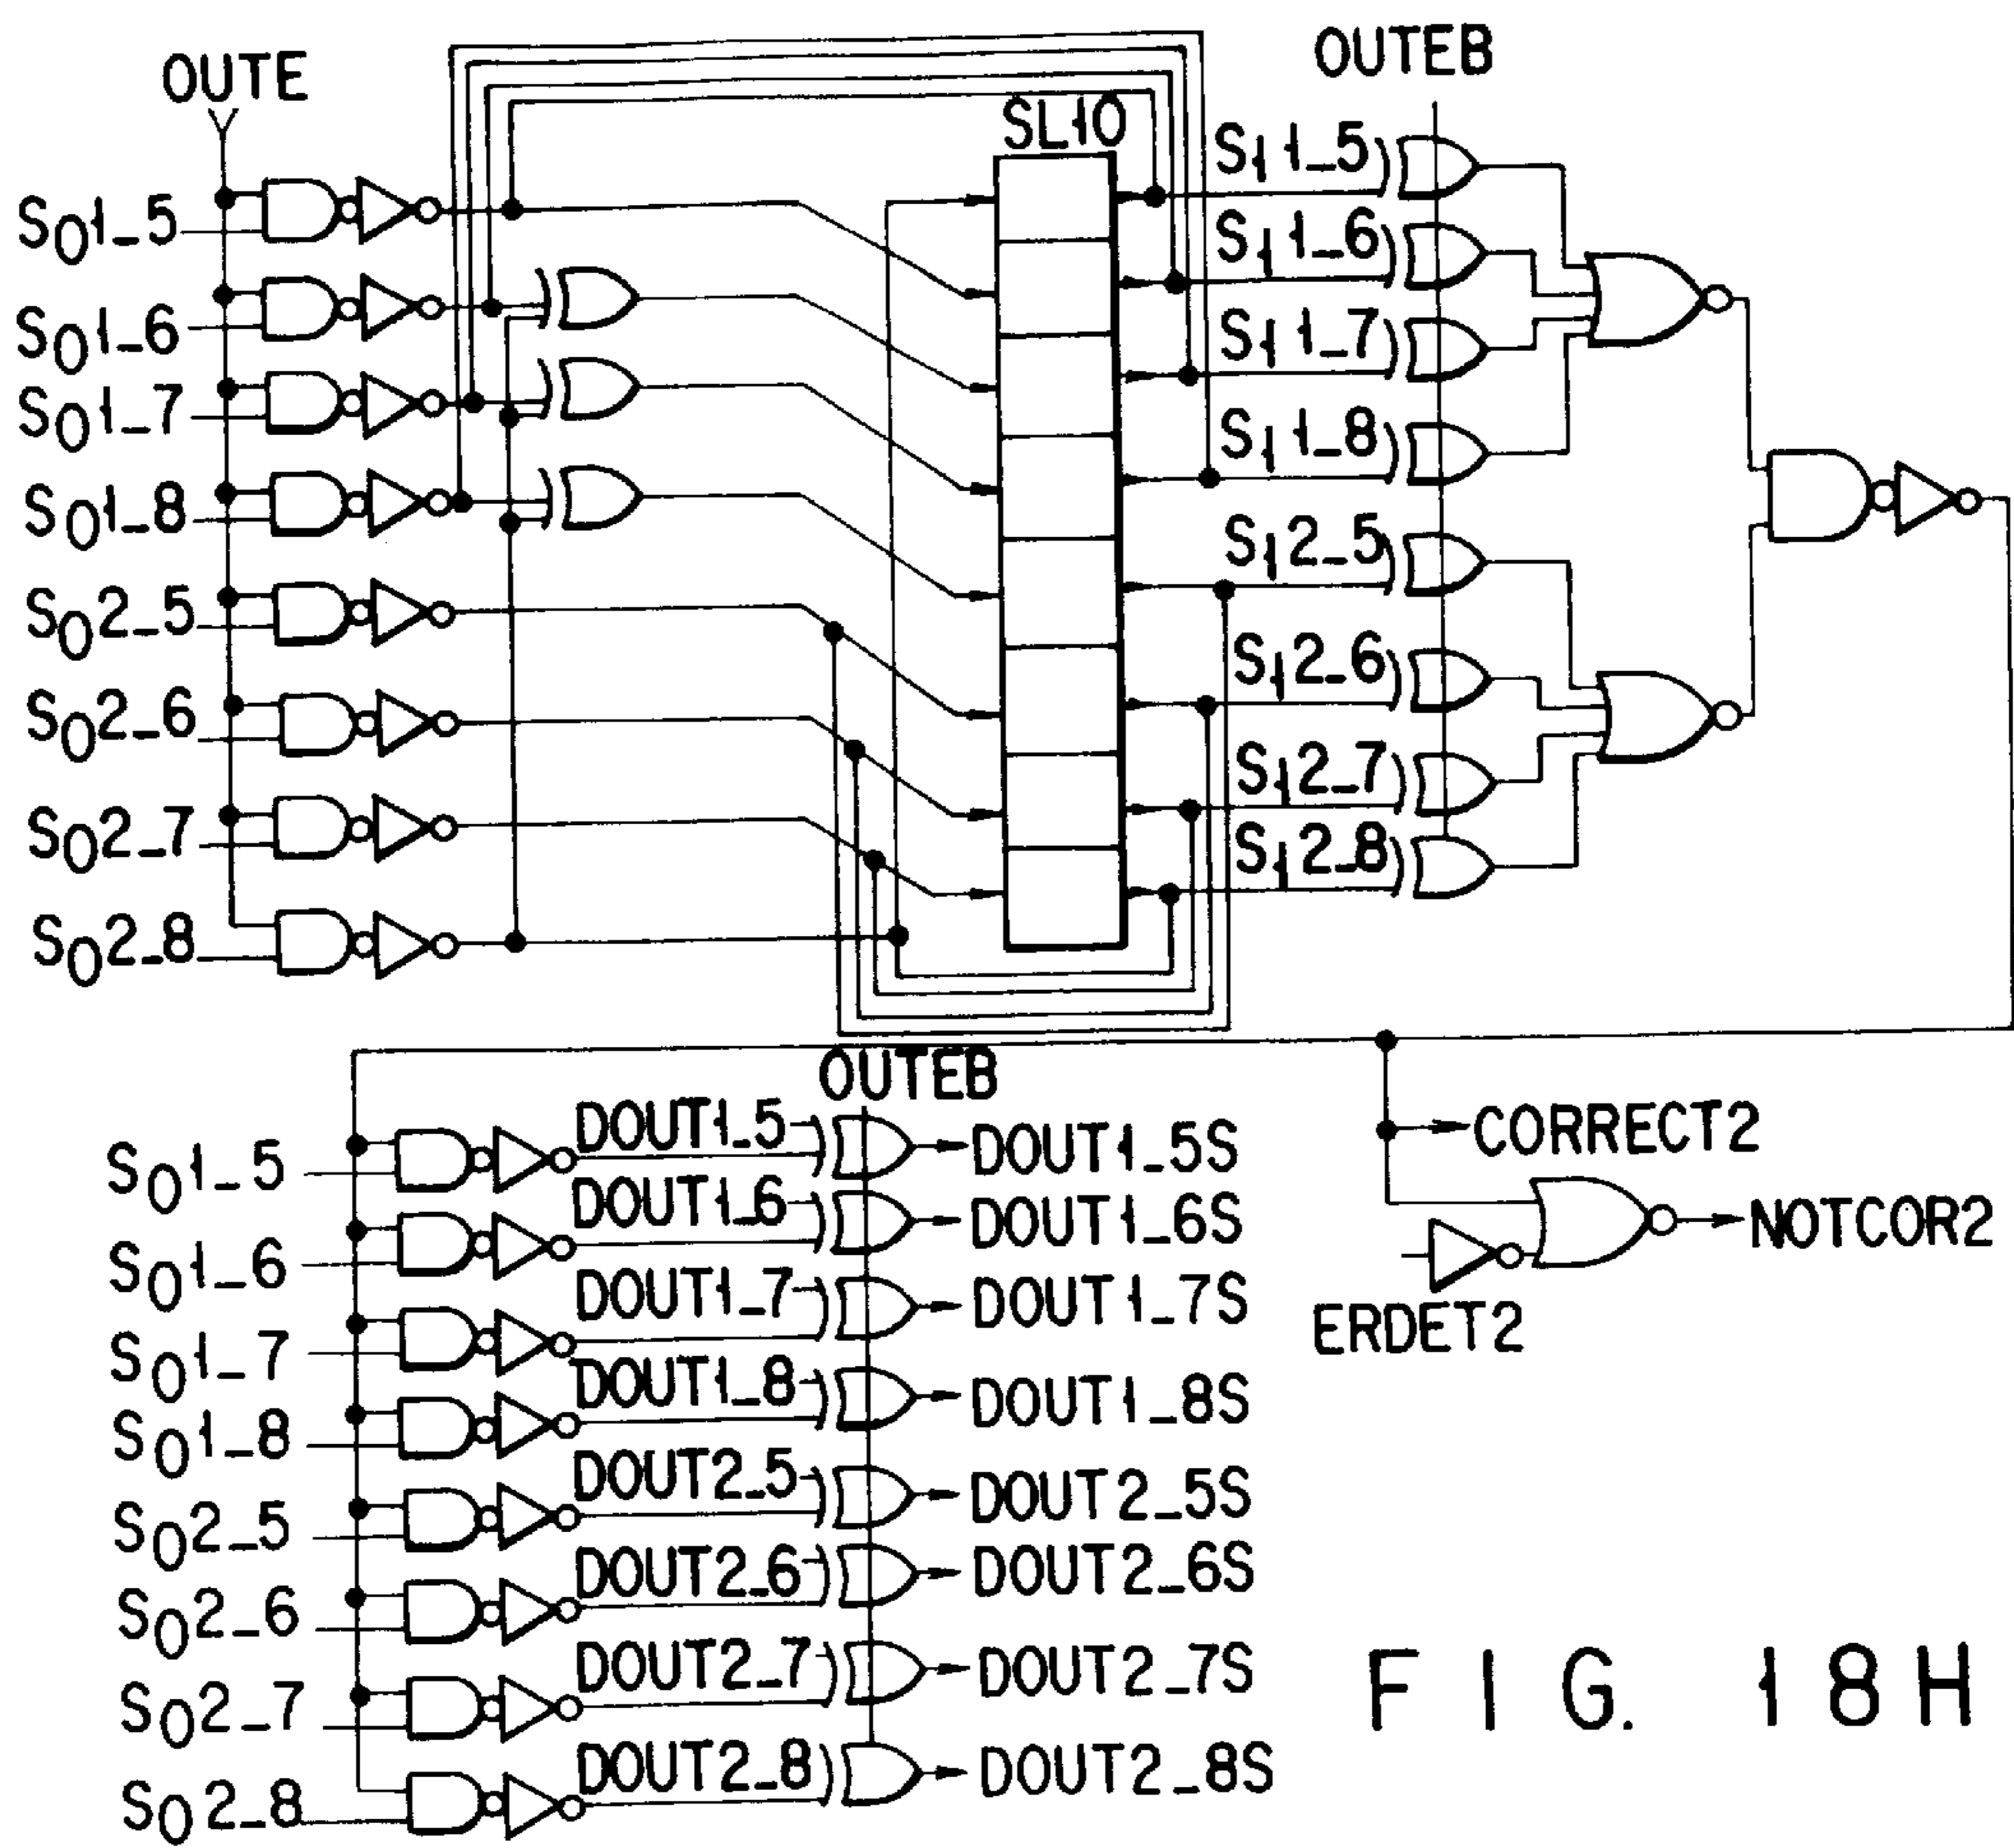 OUTE
OUTEB
SL10
S01_5
S01_6
S01_7
S01_8
S02_5
S02_6
S02_7
S02_8
S11_5
S11_6
S11_7
S11_8
S12_5
S12_6
S12_7
S12_8
OUTEB
S01_5
S01_6
S01_7
S01_8
S02_5
S02_6
S02_7
S02_8
DOUT1_5
DOUT1_6
DOUT1_7
DOUT1_8
DOUT2_5
DOUT2_6
DOUT2_7
DOUT2_8
DOUT1_5S
DOUT1_6S
DOUT1_7S
DOUT1_8S
DOUT2_5S
DOUT2_6S
DOUT2_7S
DOUT2_8S
CORRECT2
NOTCOR2
ERDET2
FIG. 18H